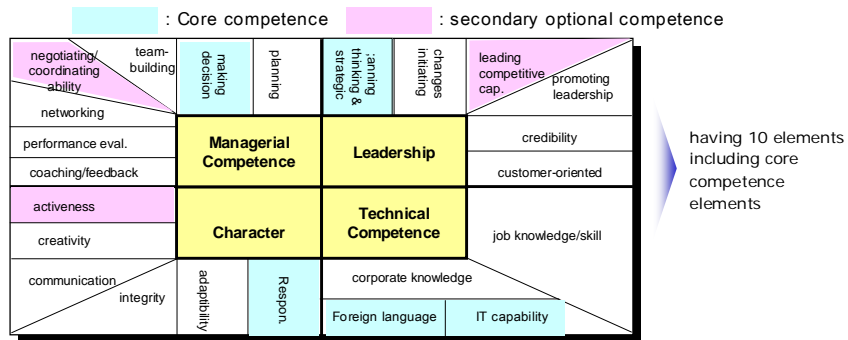 : Core competence
: secondary optional competence
negotiating/
coordinating
ability
team-
building
making
decision
planning
;anning
thinking &
strategic
changes
initiating
leading
competitive
cap.
promoting
leadership
networking
performance eval.
coaching/feedback
Managerial
Competence
Leadership
credibility
customer-oriented
having 10 elements
including core
competence
elements
activeness
creativity
Character
Technical
Competence
job knowledge/skill
communication
integrity
adaptibility
Respon.
corporate knowledge
Foreign language
IT capability